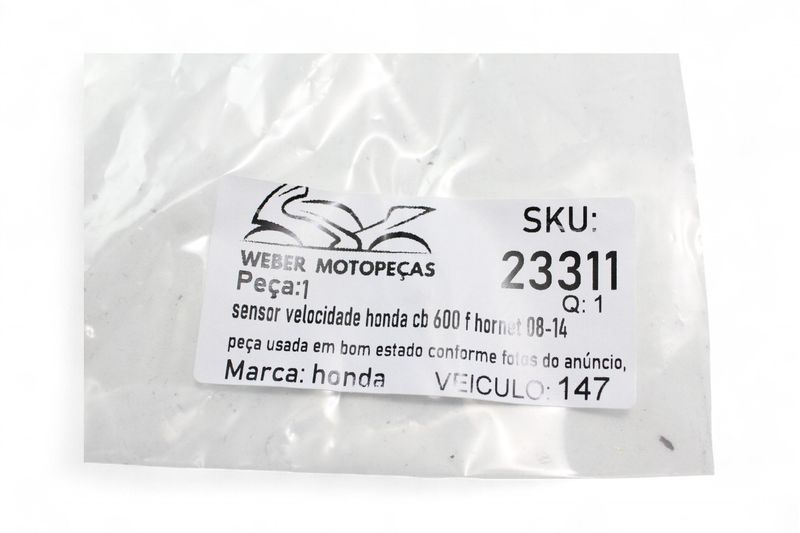 WEBER MOTOPEÇAS
SKU:
23311
Peça:1
Q: 1
sensor velocidade honda cb 600 f hornet 08-14
peça usada em bom estado conforme fotos do anúncio,
Marca: honda VEICULO: 147